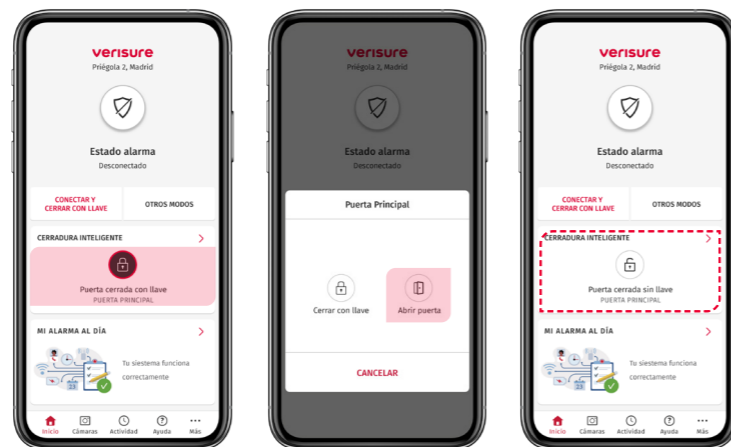 verisure
Priégola 2, Madrid
Estado alarma
Desconectado
CONECTAR Y
CERRAR CON LLAVE
OTROS MODOS
CERRADURA INTELIGENTE
Puerta cerrada con llave
PUERTA PRINCIPAL
MI ALARMA AL DÍA
23
Tu siestema funciona
correctamente
Inicio
Cámaras
Actividad
Ayuda
Más
verisure
Priégola 2, Madrid
Estado alarma
Desconectado
Puerta Principal
Cerrar con llave
Abrir puerta
CANCELAR
verisure
Priégola 2, Madrid
Estado alarma
Desconectado
CONECTAR Y
CERRAR CON LLAVE
OTROS MODOS
CERRADURA INTELIGENTE
Puerta cerrada sin llave
PUERTA PRINCIPAL
MI ALARMA AL DÍA
23
Tu siestema funciona
correctamente
Inicio
Cámaras
Actividad
Ayuda
Más